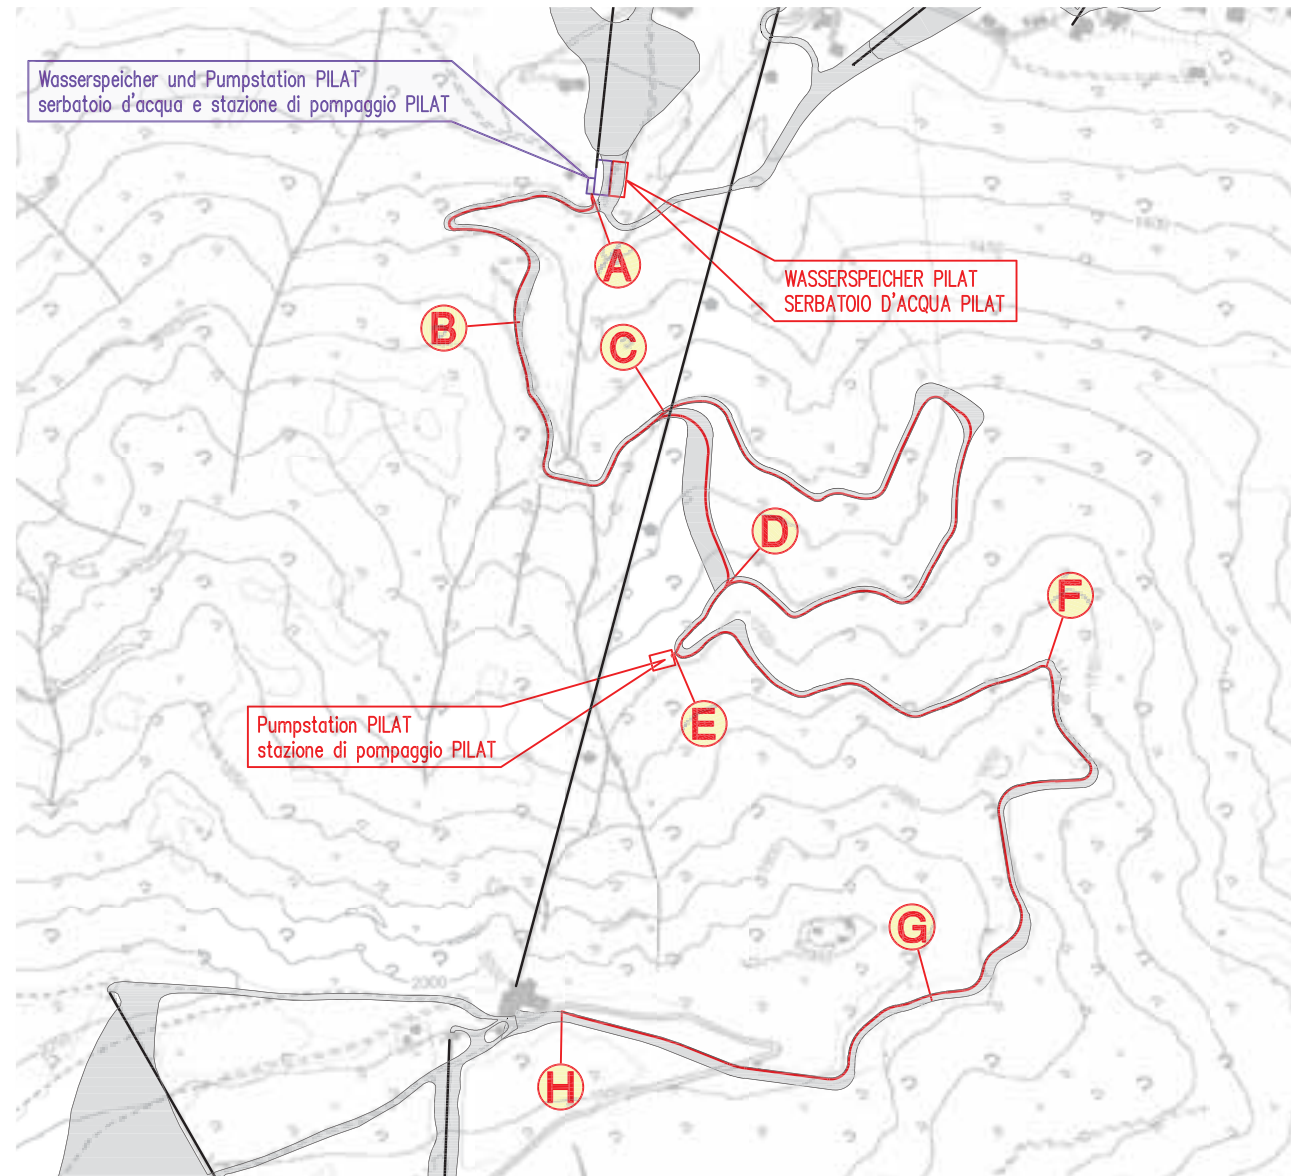 Wasserspeicher und Pumpstation PILAT
serbatoio d'acqua e stazione di pompaggio PILAT
A
WASSERSPEICHER PILAT
SERBATOIO D'ACQUA PILAT
B
C
D
F
E
Pumpstation PILAT
stazione di pompaggio PILAT
G
2000
H